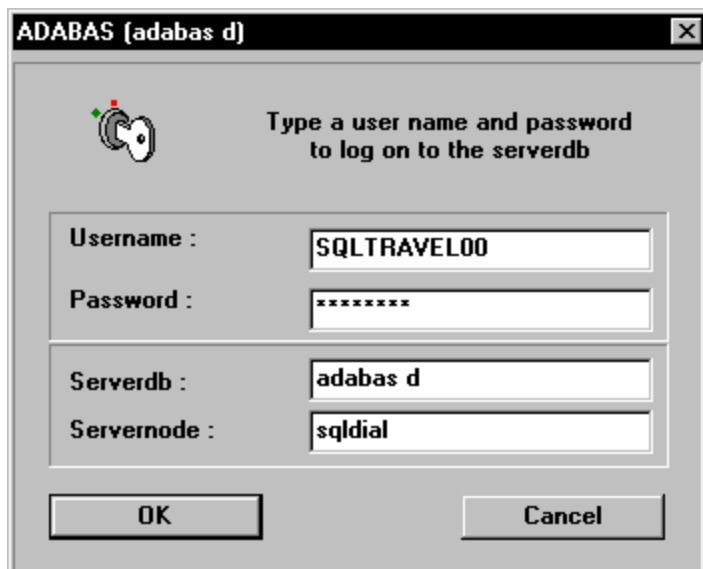 ADABAS (adabas d)
Type a user name and password
to log on to the serverdb
Username : SQLTRAVEL00
Password : ********
Serverdb : adabas d
Servernode : sqldial
OK Cancel